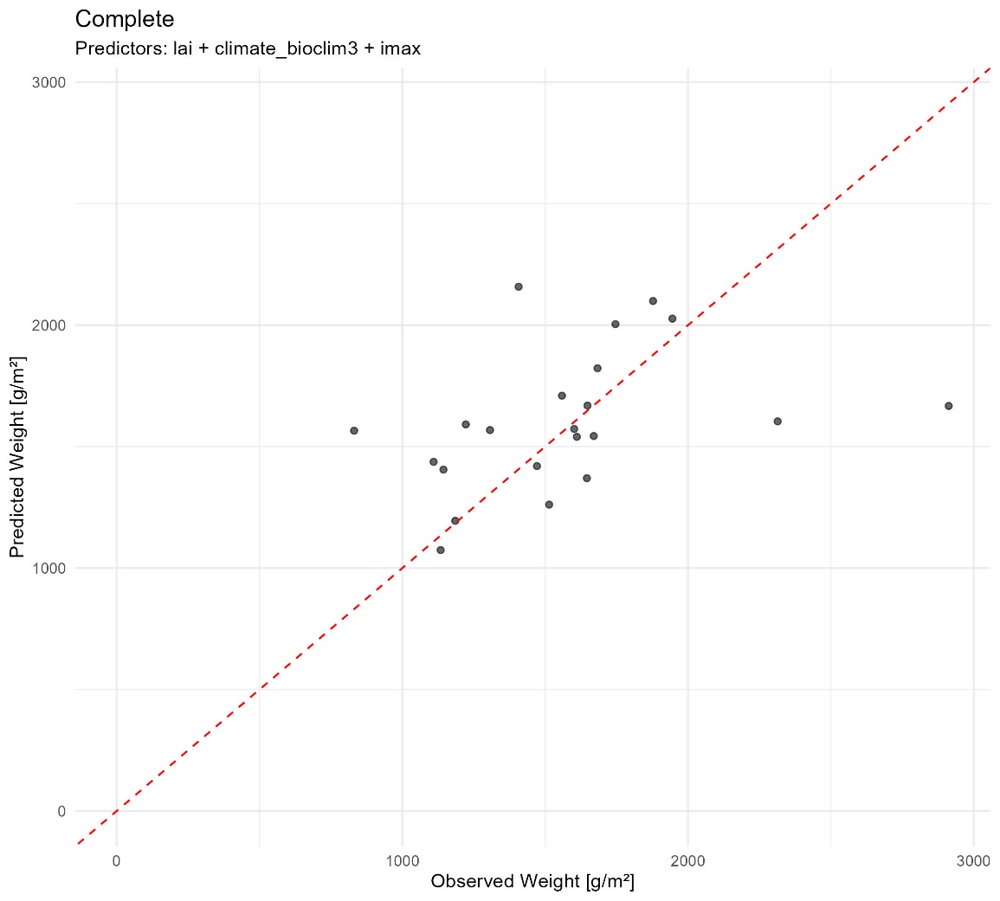 Complete
Predictors: lai + climate_bioclim3 + imax
3000
2000
1000
0
Predicted Weight [g/m²]
0 1000 2000 3000
Observed Weight [g/m²]